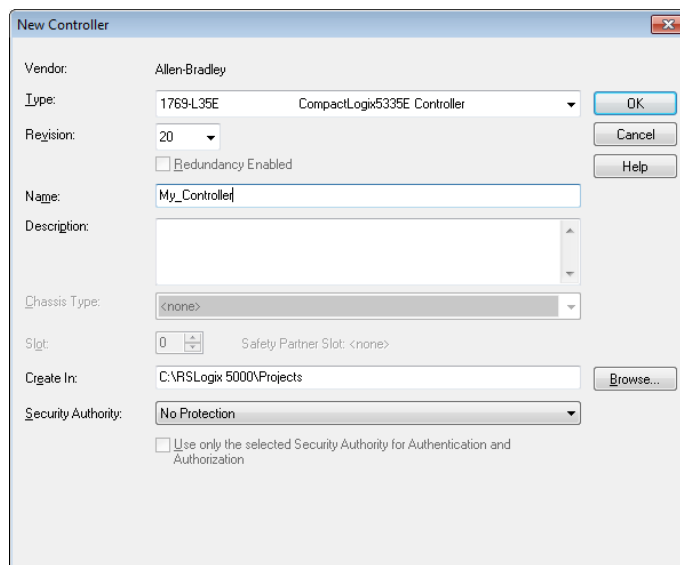 New Controller
Vendor: Allen-Bradley
Type: 1769-L35E CompactLogix5335E Controller OK
Revision: 20 Cancel
Redundancy Enabled Help
Name: My_Controller
Description:
Chassis Type: <none>
Slot: 0 Safety Partner Slot: <none>
Create In: C:\RSLogix 5000\Projects Browse...
Security Authority: No Protection
Use only the selected Security Authority for Authentication and
Authorization